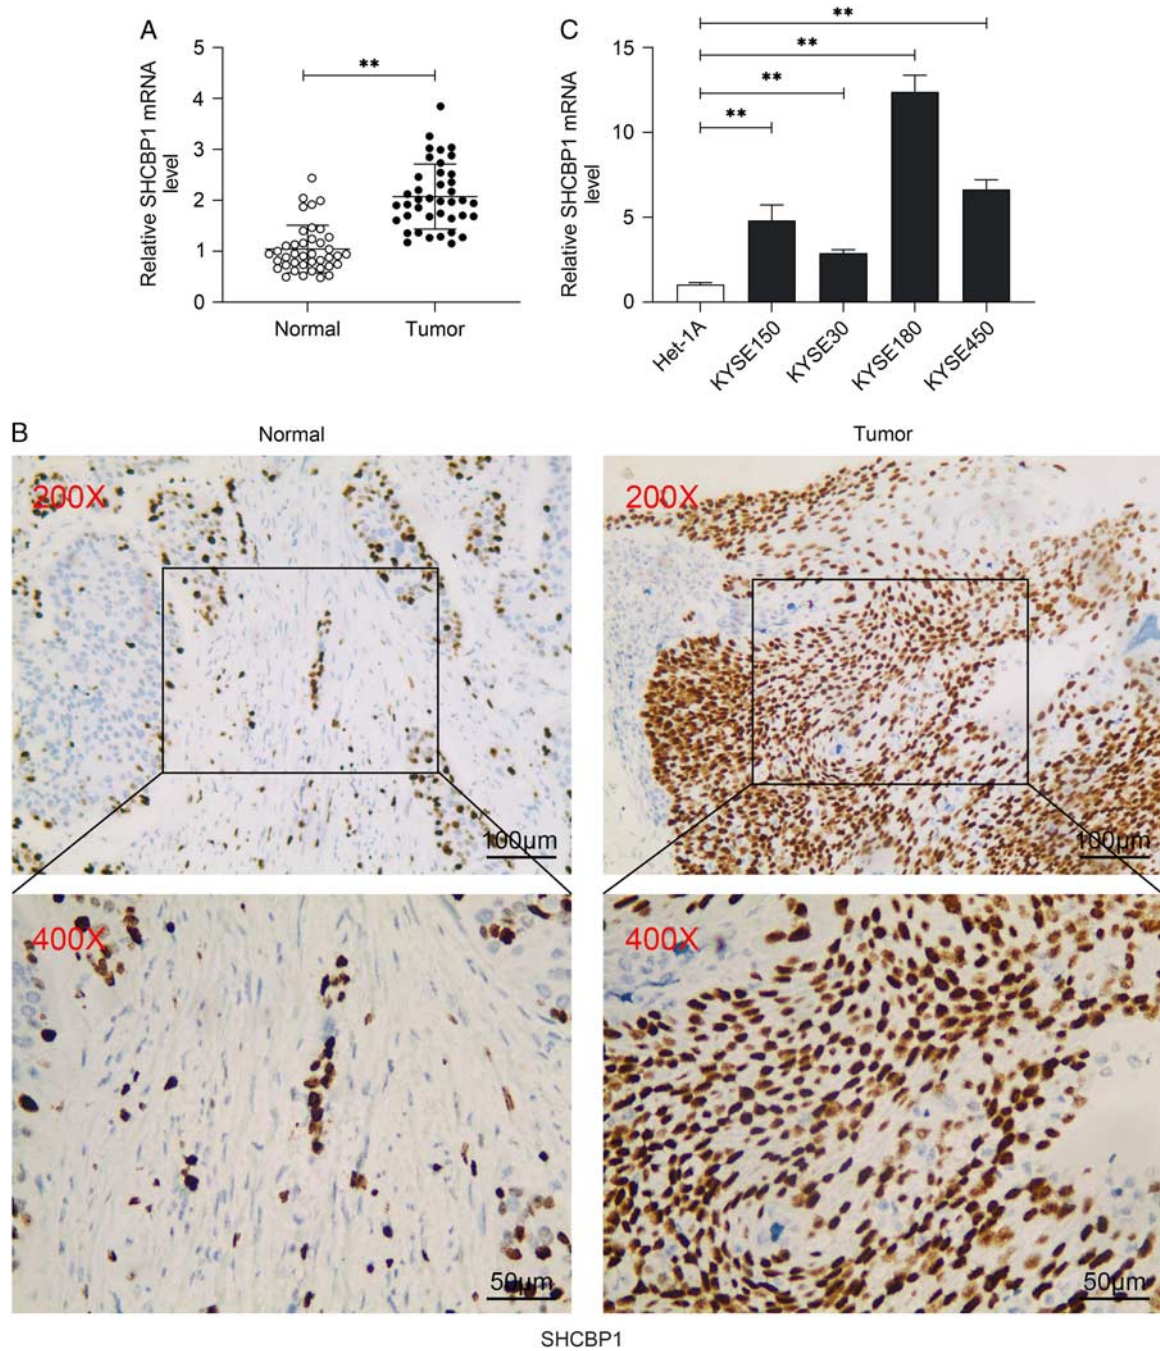 A
Relative SHCBP1 mRNA
level
5
4
3
2
1
0
**
Normal
Tumor
C
Relative SHCBP1 mRNA
level
15
10
5
0
**
**
**
**
Het-1A
KYSE150
KYSE30
KYSE180
KYSE450
B
Normal
Tumor
200X
100µm
200X
100µm
400X
50µm
400X
50µm
SHCBP1